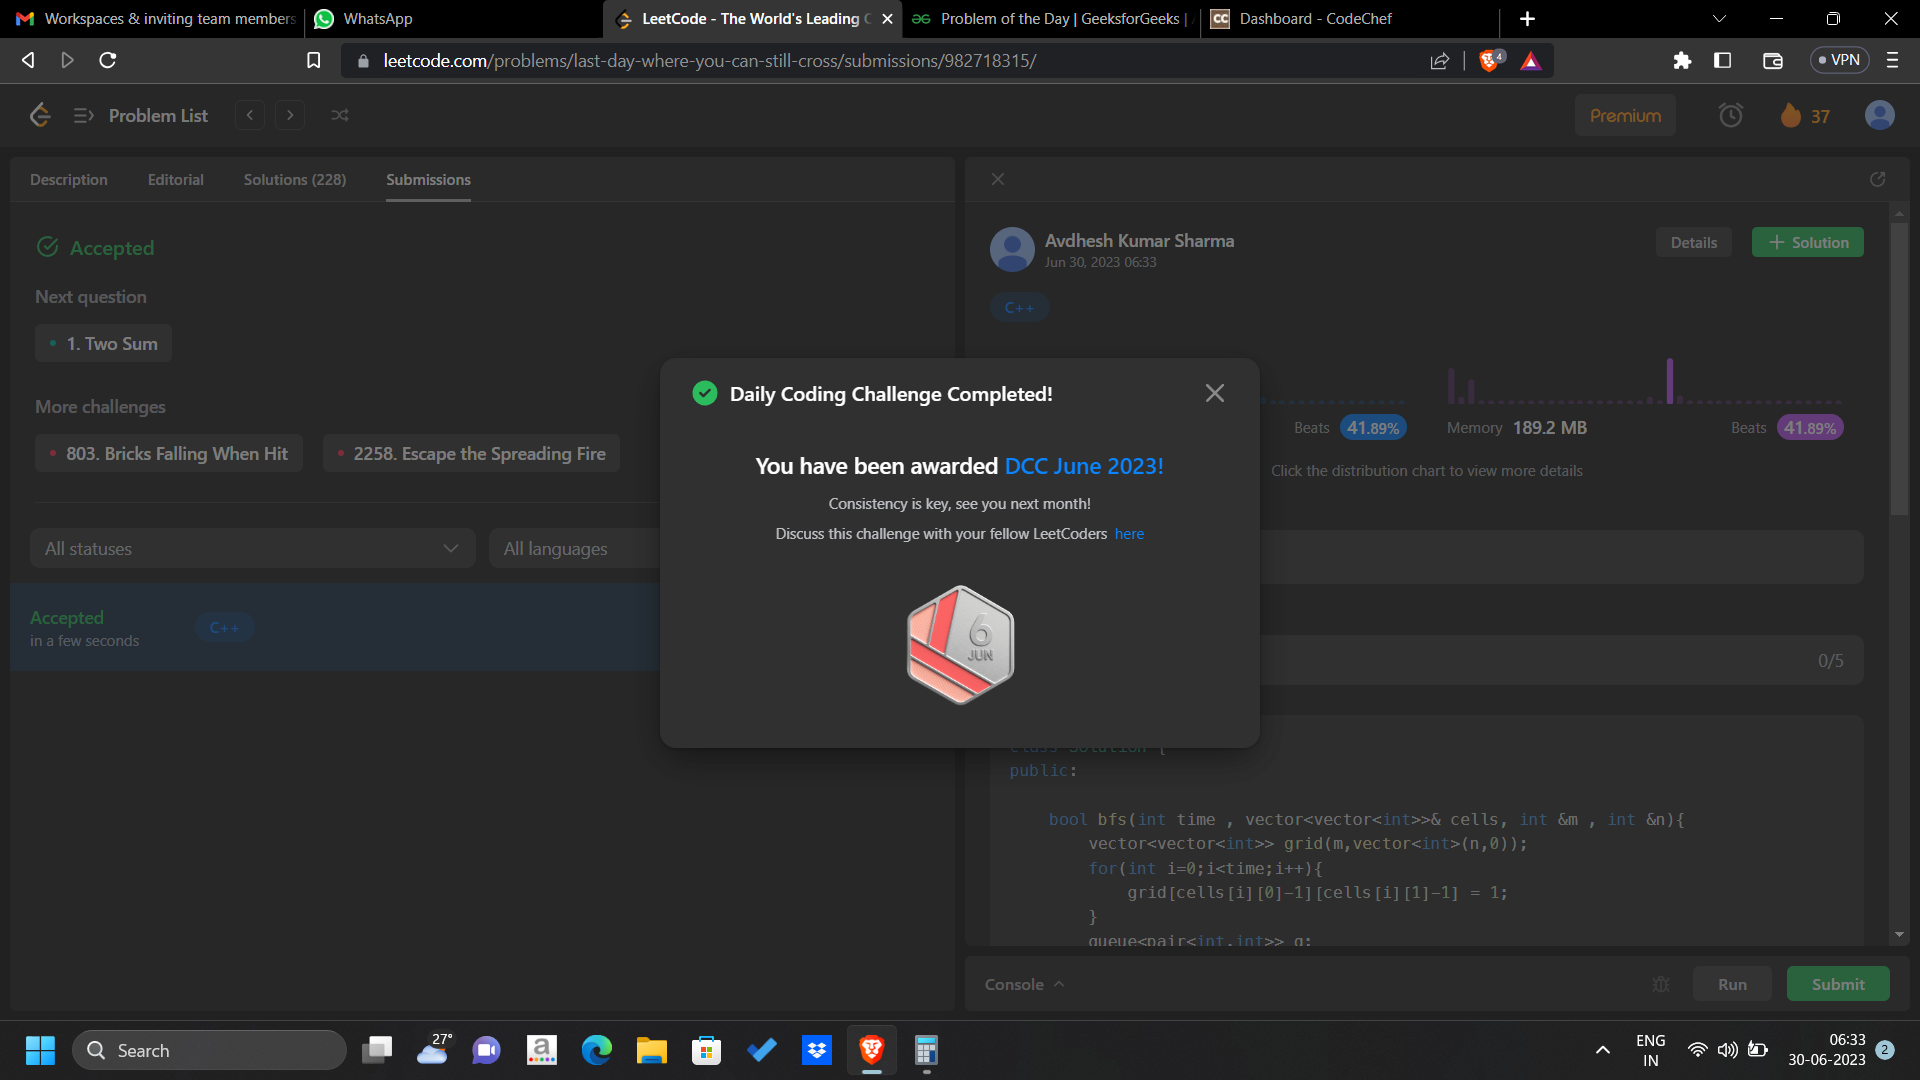 Workspaces & inviting team members
WhatsApp
LeetCode - The World's Leading
Problem of the Day | GeeksforGeeks |
CC Dashboard - CodeChef
leetcode.com/problems/last-day-where-you-can-still-cross/submissions/982718315/
4
VPN
Problem List
Premium
37
Description
Editorial
Solutions (228)
Submissions
Accepted
Next question
1. Two Sum
More challenges
803. Bricks Falling When Hit
2258. Escape the Spreading Fire
All statuses
All languages
Accepted
in a few seconds
C++
Avdhesh Kumar Sharma
Jun 30, 2023 06:33
Details
+ Solution
C++
Beats 41.89%
Memory 189.2 MB
Beats 41.89%
Click the distribution chart to view more details
0/5
Daily Coding Challenge Completed!
You have been awarded DCC June 2023!
Consistency is key, see you next month!
Discuss this challenge with your fellow LeetCoders here
6
JUN
class Solution {
public:
bool bfs(int time , vector<vector<int>>& cells, int &m , int &n){
vector<vector<int>> grid(m,vector<int>(n,0));
for(int i=0;i<time;i++){
grid[cells[i][0]-1][cells[i][1]-1] = 1;
}
queue<pair<int,int>> q;
Console
Run
Submit
Search
27°
a
ENG
IN
06:33
30-06-2023
2